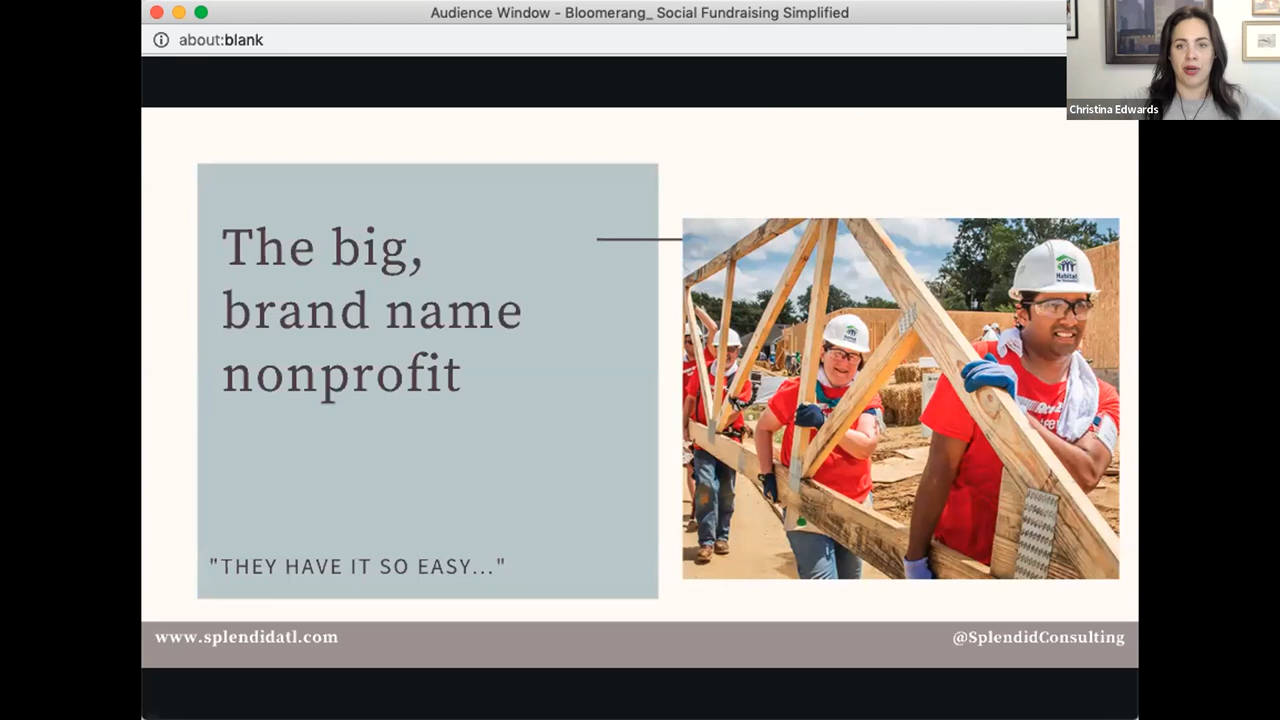 Audience Window - Bloomerang_ Social Fundraising Simplified
about:blank
Christina Edwards
The big,
brand name
nonprofit
"THEY HAVE IT SO EASY..."
Habitat
www.splendidatl.com
@SplendidConsulting